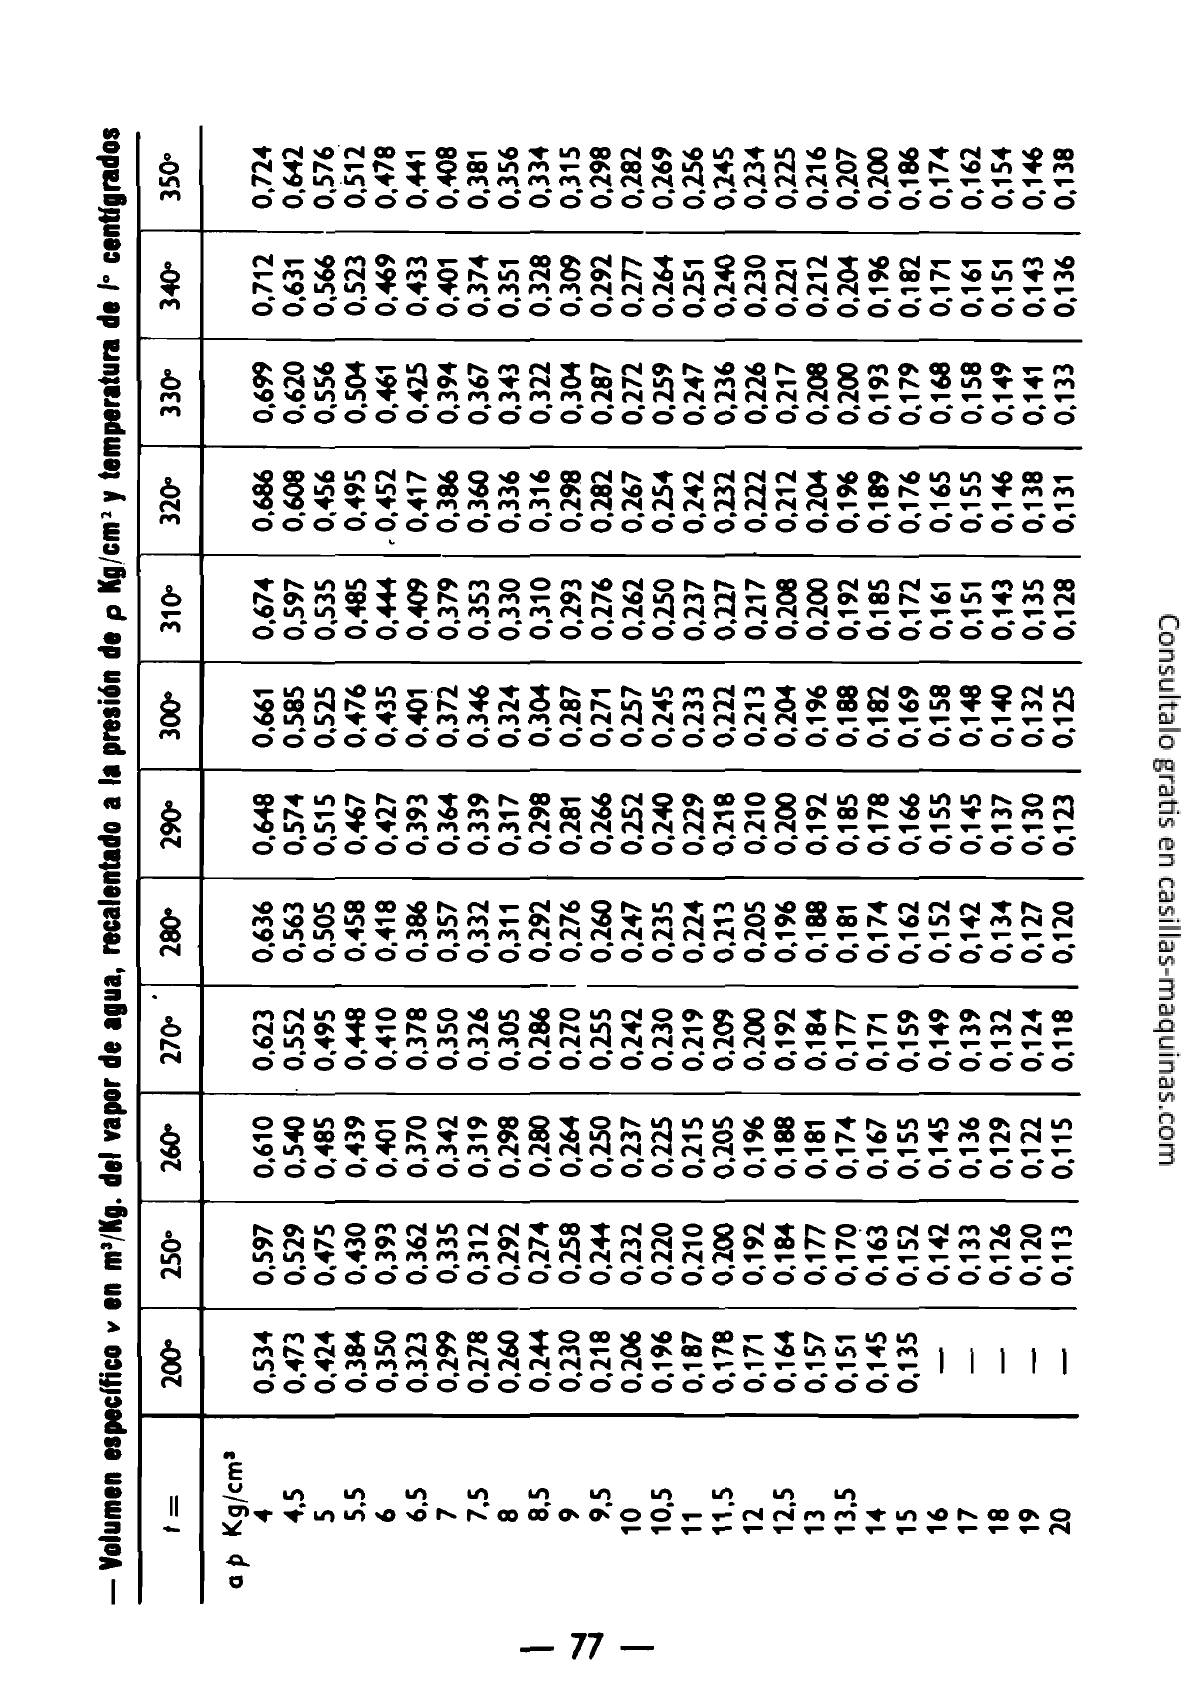 — Volumen específico v en m³/Kg. del vapor de agua, recalentado a la presión de p Kg/cm² y temperatura de t° centígrados
t = 200° 250° 260° 270° 280° 290° 300° 310° 320° 330° 340° 350°
a p Kg/cm³
4 0,534 0,597 0,610 0,623 0,636 0,648 0,661 0,674 0,686 0,699 0,712 0,724
4,5 0,473 0,529 0,540 0,552 0,563 0,574 0,585 0,597 0,608 0,620 0,631 0,642
5 0,424 0,475 0,485 0,495 0,505 0,515 0,525 0,535 0,456 0,556 0,566 0,576
5,5 0,384 0,430 0,439 0,448 0,458 0,467 0,476 0,485 0,495 0,504 0,523 0,512
6 0,350 0,393 0,401 0,410 0,418 0,427 0,435 0,444 0,452 0,461 0,469 0,478
6,5 0,323 0,362 0,370 0,378 0,386 0,393 0,401 0,409 0,417 0,425 0,433 0,441
7 0,299 0,335 0,342 0,350 0,357 0,364 0,372 0,379 0,386 0,394 0,401 0,408
7,5 0,278 0,312 0,319 0,326 0,332 0,339 0,346 0,353 0,360 0,367 0,374 0,381
8 0,260 0,292 0,298 0,305 0,311 0,317 0,324 0,330 0,336 0,343 0,351 0,356
8,5 0,244 0,274 0,280 0,286 0,292 0,298 0,304 0,310 0,316 0,322 0,328 0,334
9 0,230 0,258 0,264 0,270 0,276 0,281 0,287 0,293 0,298 0,304 0,309 0,315
9,5 0,218 0,244 0,250 0,255 0,260 0,266 0,271 0,276 0,282 0,287 0,292 0,298
10 0,206 0,232 0,237 0,242 0,247 0,252 0,257 0,262 0,267 0,272 0,277 0,282
10,5 0,196 0,220 0,225 0,230 0,235 0,240 0,245 0,250 0,254 0,259 0,264 0,269
11 0,187 0,210 0,215 0,219 0,224 0,229 0,233 0,237 0,242 0,247 0,251 0,256
11,5 0,178 0,200 0,205 0,209 0,213 0,218 0,222 0,227 0,232 0,236 0,240 0,245
12 0,171 0,192 0,196 0,200 0,205 0,210 0,213 0,217 0,222 0,226 0,230 0,234
12,5 0,164 0,184 0,188 0,192 0,196 0,200 0,204 0,208 0,212 0,217 0,221 0,225
13 0,157 0,177 0,181 0,184 0,188 0,192 0,196 0,200 0,204 0,208 0,212 0,216
13,5 0,151 0,170 0,174 0,177 0,181 0,185 0,188 0,192 0,196 0,200 0,204 0,207
14 0,145 0,163 0,167 0,171 0,174 0,178 0,182 0,185 0,189 0,193 0,196 0,200
15 0,135 0,152 0,155 0,159 0,162 0,166 0,169 0,172 0,176 0,179 0,182 0,186
16 — 0,142 0,145 0,149 0,152 0,155 0,158 0,161 0,165 0,168 0,171 0,174
17 — 0,133 0,136 0,139 0,142 0,145 0,148 0,151 0,155 0,158 0,161 0,162
18 — 0,126 0,129 0,132 0,134 0,137 0,140 0,143 0,146 0,149 0,151 0,154
19 — 0,120 0,122 0,124 0,127 0,130 0,132 0,135 0,138 0,141 0,143 0,146
20 — 0,113 0,115 0,118 0,120 0,123 0,125 0,128 0,131 0,133 0,136 0,138
— 77 —
Consultalo gratis en casillas-maquinas.com